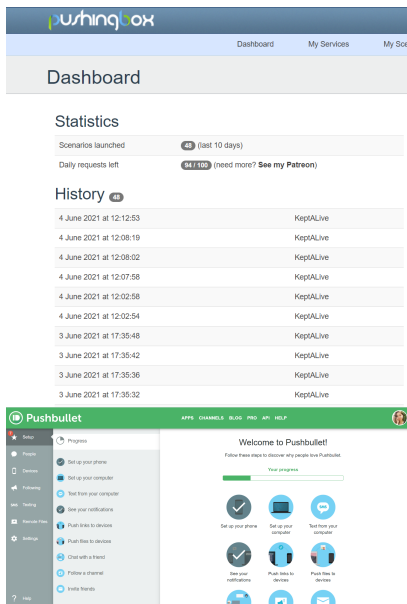 pushingbox
Dashboard My Services My Sce
Dashboard
Statistics
Scenarios launched 48 (last 10 days)
Daily requests left 94 / 100 (need more? See my Patreon)
History 48
4 June 2021 at 12:12:53 KeptALive
4 June 2021 at 12:08:19 KeptALive
4 June 2021 at 12:08:02 KeptALive
4 June 2021 at 12:07:58 KeptALive
4 June 2021 at 12:02:58 KeptALive
4 June 2021 at 12:02:54 KeptALive
3 June 2021 at 17:35:48 KeptALive
3 June 2021 at 17:35:42 KeptALive
3 June 2021 at 17:35:36 KeptALive
3 June 2021 at 17:35:32 KeptALive
Pushbullet APPS CHANNELS BLOG PRO API HELP
Setup
People
Devices
Following
SMS Texting
Remote Files
Settings
? Help
Progress
Set up your phone
Set up your computer
Text from your computer
See your notifications
Push links to devices
Push files to devices
Chat with a friend
Follow a channel
Invite friends
Welcome to Pushbullet!
Follow these steps to discover why people love Pushbullet.
Your progress
Set up your phone
Set up your computer
Text from your computer
See your notifications
Push links to devices
Push files to devices